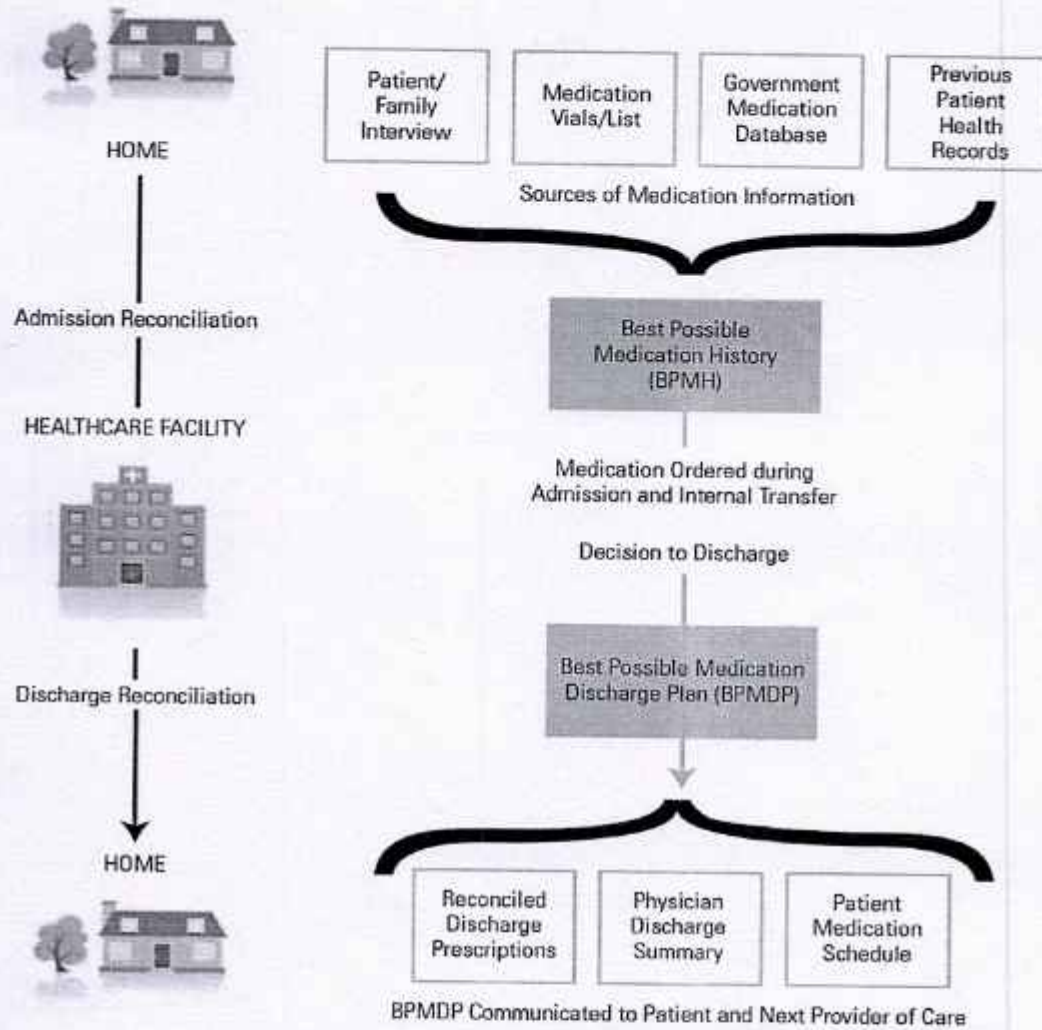 HOME
Admission Reconciliation
HEALTHCARE FACILITY
Discharge Reconciliation
HOME
Patient/
Family
Interview
Medication
Vials/List
Government
Medication
Database
Previous
Patient
Health
Records
Sources of Medication Information
Best Possible
Medication History
(BPMH)
Medication Ordered during
Admission and Internal Transfer
Decision to Discharge
Best Possible Medication
Discharge Plan (BPMDP)
Reconciled
Discharge
Prescriptions
Physician
Discharge
Summary
Patient
Medication
Schedule
BPMDP Communicated to Patient and Next Provider of Care